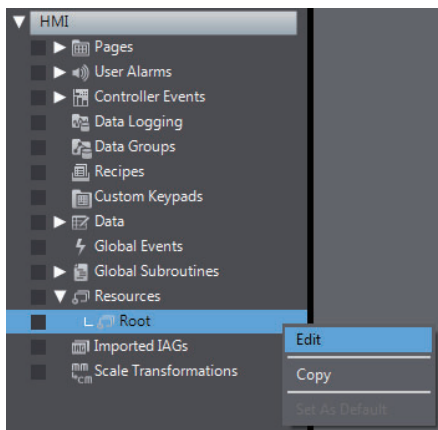 HMI
Pages
User Alarms
Controller Events
Data Logging
Data Groups
Recipes
Custom Keypads
Data
Global Events
Global Subroutines
Resources
Root
Edit
Imported IAGs
Scale Transformations
Copy
Set As Default